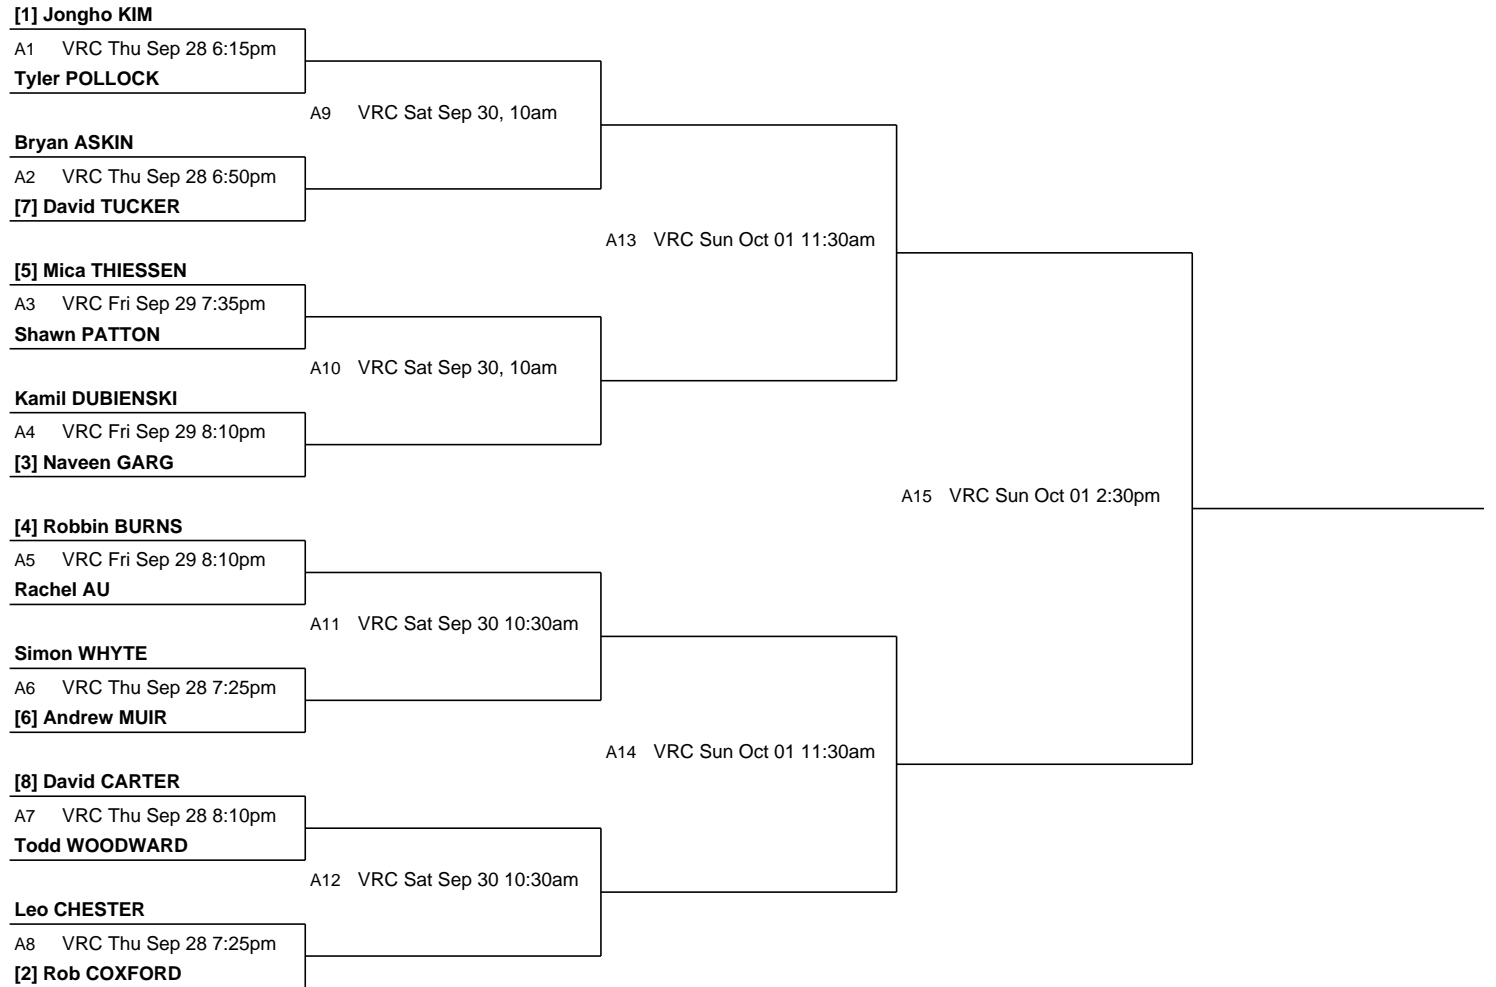 [1] Jongho KIM
A1 VRC Thu Sep 28 6:15pm
Tyler POLLOCK
A9 VRC Sat Sep 30, 10am
Bryan ASKIN
A2 VRC Thu Sep 28 6:50pm
[7] David TUCKER
A13 VRC Sun Oct 01 11:30am
[5] Mica THIESSEN
A3 VRC Fri Sep 29 7:35pm
Shawn PATTON
A10 VRC Sat Sep 30, 10am
Kamil DUBIENSKI
A4 VRC Fri Sep 29 8:10pm
[3] Naveen GARG
A15 VRC Sun Oct 01 2:30pm
[4] Robbin BURNS
A5 VRC Fri Sep 29 8:10pm
Rachel AU
A11 VRC Sat Sep 30 10:30am
Simon WHYTE
A6 VRC Thu Sep 28 7:25pm
[6] Andrew MUIR
A14 VRC Sun Oct 01 11:30am
[8] David CARTER
A7 VRC Thu Sep 28 8:10pm
Todd WOODWARD
A12 VRC Sat Sep 30 10:30am
Leo CHESTER
A8 VRC Thu Sep 28 7:25pm
[2] Rob COXFORD